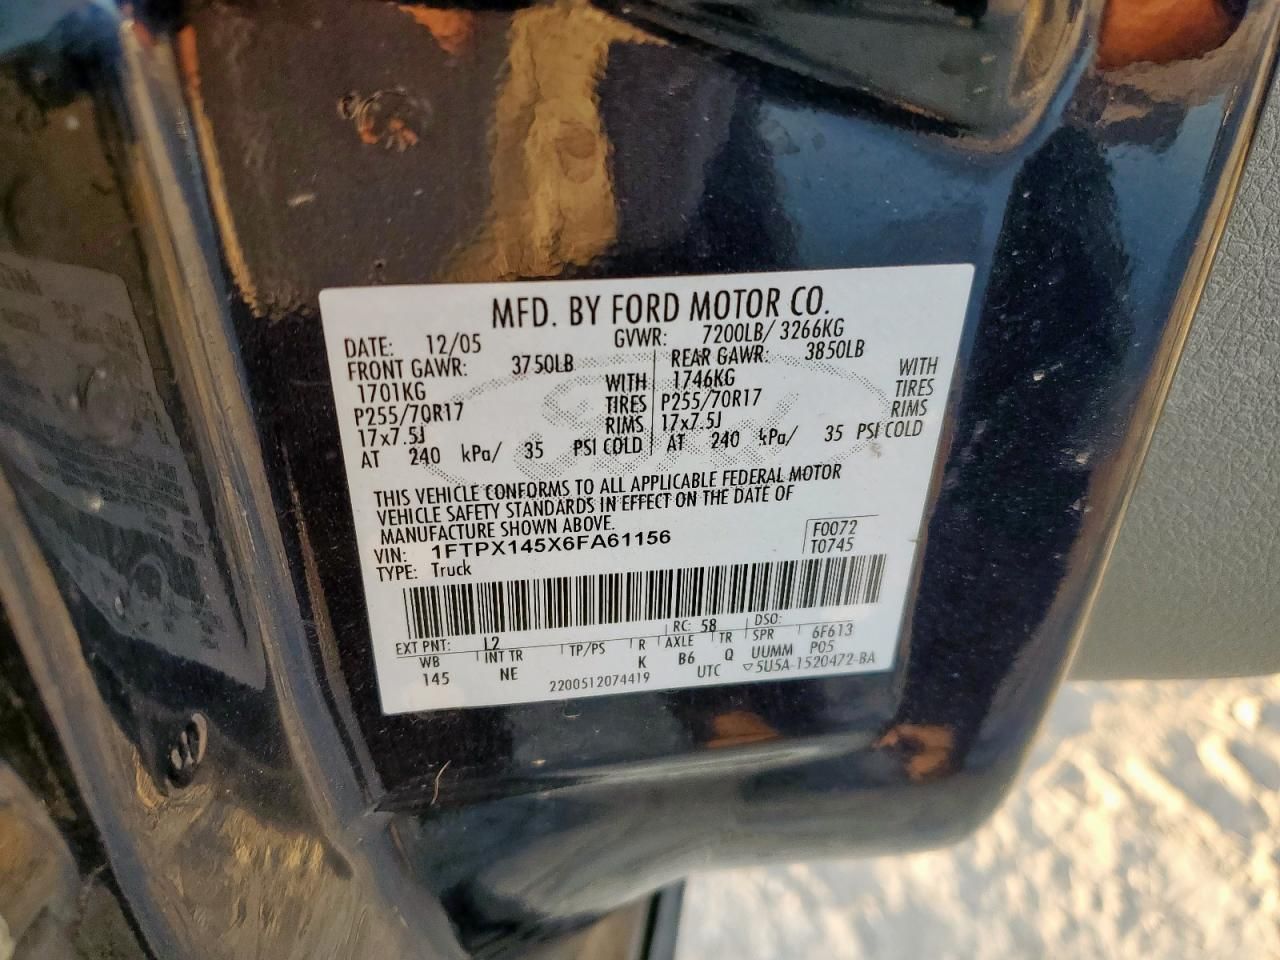 MFD. BY FORD MOTOR CO.
DATE: 12/05 GVWR: 7200LB/ 3266KG
FRONT GAWR: 3750LB REAR GAWR: 3850LB
1701KG WITH 1746KG WITH
P255/70R17 TIRES P255/70R17 TIRES
17x7.5J RIMS 17x7.5J RIMS
AT 240 kPa/ 35 PSI COLD AT 240 kPa/ 35 PSI COLD
THIS VEHICLE CONFORMS TO ALL APPLICABLE FEDERAL MOTOR
VEHICLE SAFETY STANDARDS IN EFFECT ON THE DATE OF
MANUFACTURE SHOWN ABOVE.
VIN: 1FTPX145X6FA61156 F0072
TYPE: Truck T0745
EXT PNT: L2 RC: 58 DSO:
WB INT TR TP/PS R AXLE TR SPR 6F613
145 NE K B6 Q UUMM P05
2200512074419 UTC ▽5U5A-1520472-BA